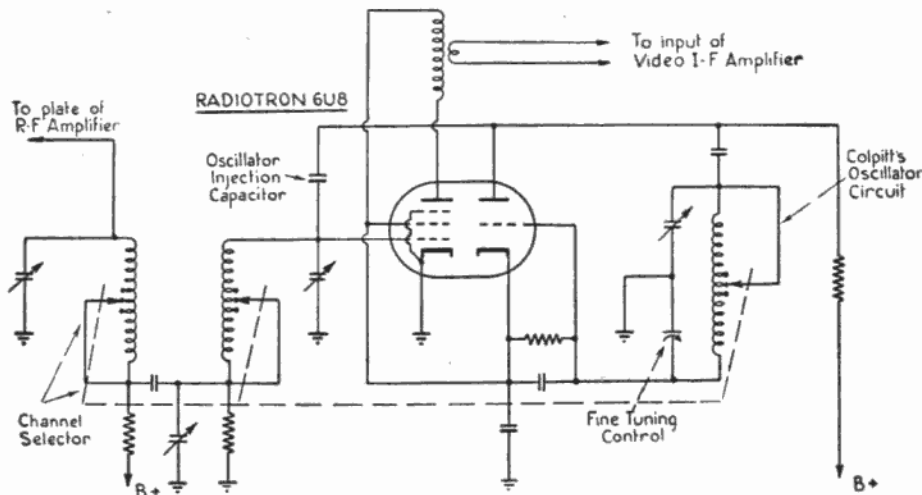 To input of
Video I-F Amplifier
RADIOTRON 6U8
To plate of
R-F Amplifier
Oscillator
Injection
Capacitor
Colpitt's
Oscillator
Circuit
Channel
Selector
Fine Tuning
Control
B+
B+